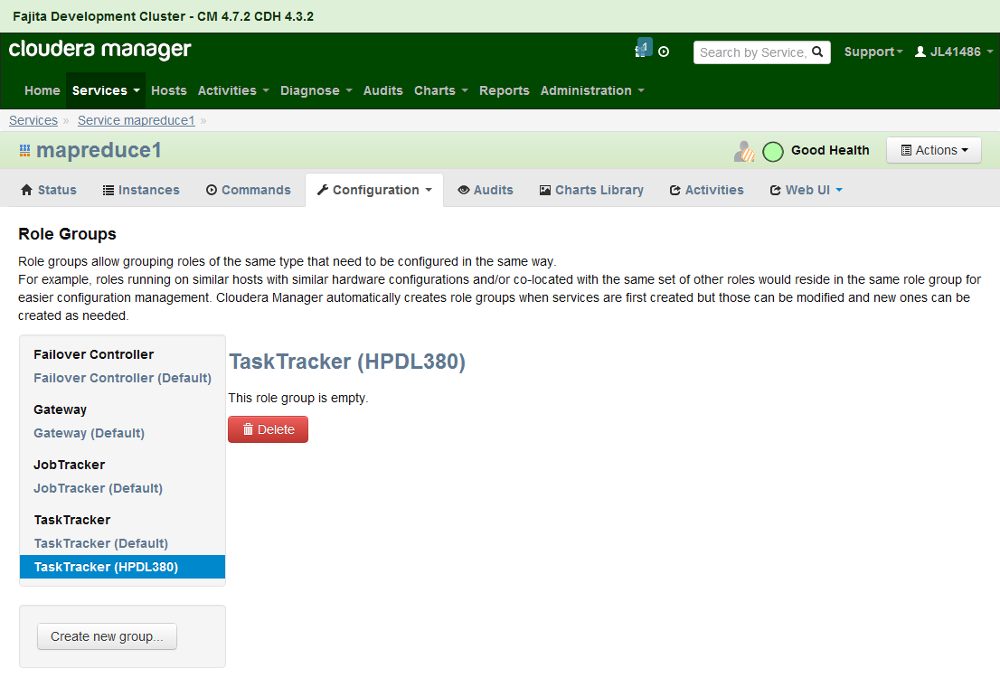 Fajita Development Cluster - CM 4.7.2 CDH 4.3.2
cloudera manager
1
Search by Service,
Support
JL41486
Home Services Hosts Activities Diagnose Audits Charts Reports Administration
Services » Service mapreduce1 »
mapreduce1
Good Health
Actions
Status Instances Commands Configuration Audits Charts Library Activities Web UI
Role Groups
Role groups allow grouping roles of the same type that need to be configured in the same way.
For example, roles running on similar hosts with similar hardware configurations and/or co-located with the same set of other roles would reside in the same role group for
easier configuration management. Cloudera Manager automatically creates role groups when services are first created but those can be modified and new ones can be
created as needed.
Failover Controller
Failover Controller (Default)
Gateway
Gateway (Default)
JobTracker
JobTracker (Default)
TaskTracker
TaskTracker (Default)
TaskTracker (HPDL380)
Create new group...
TaskTracker (HPDL380)
This role group is empty.
Delete